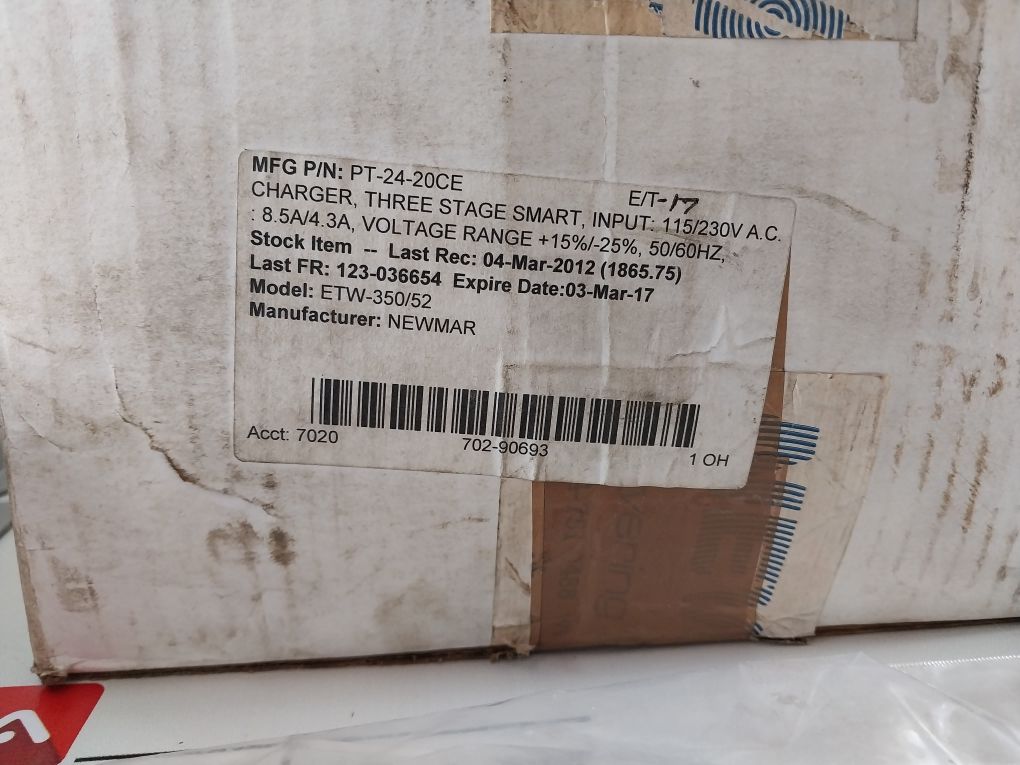 MFG P/N: PT-24-20CE
E/T-17
CHARGER, THREE STAGE SMART, INPUT: 115/230V A.C.
: 8.5A/4.3A, VOLTAGE RANGE +15%/-25%, 50/60HZ,
Stock Item -- Last Rec: 04-Mar-2012 (1865.75)
Last FR: 123-036654 Expire Date:03-Mar-17
Model: ETW-350/52
Manufacturer: NEWMAR
Acct: 7020
702-90693
1 OH